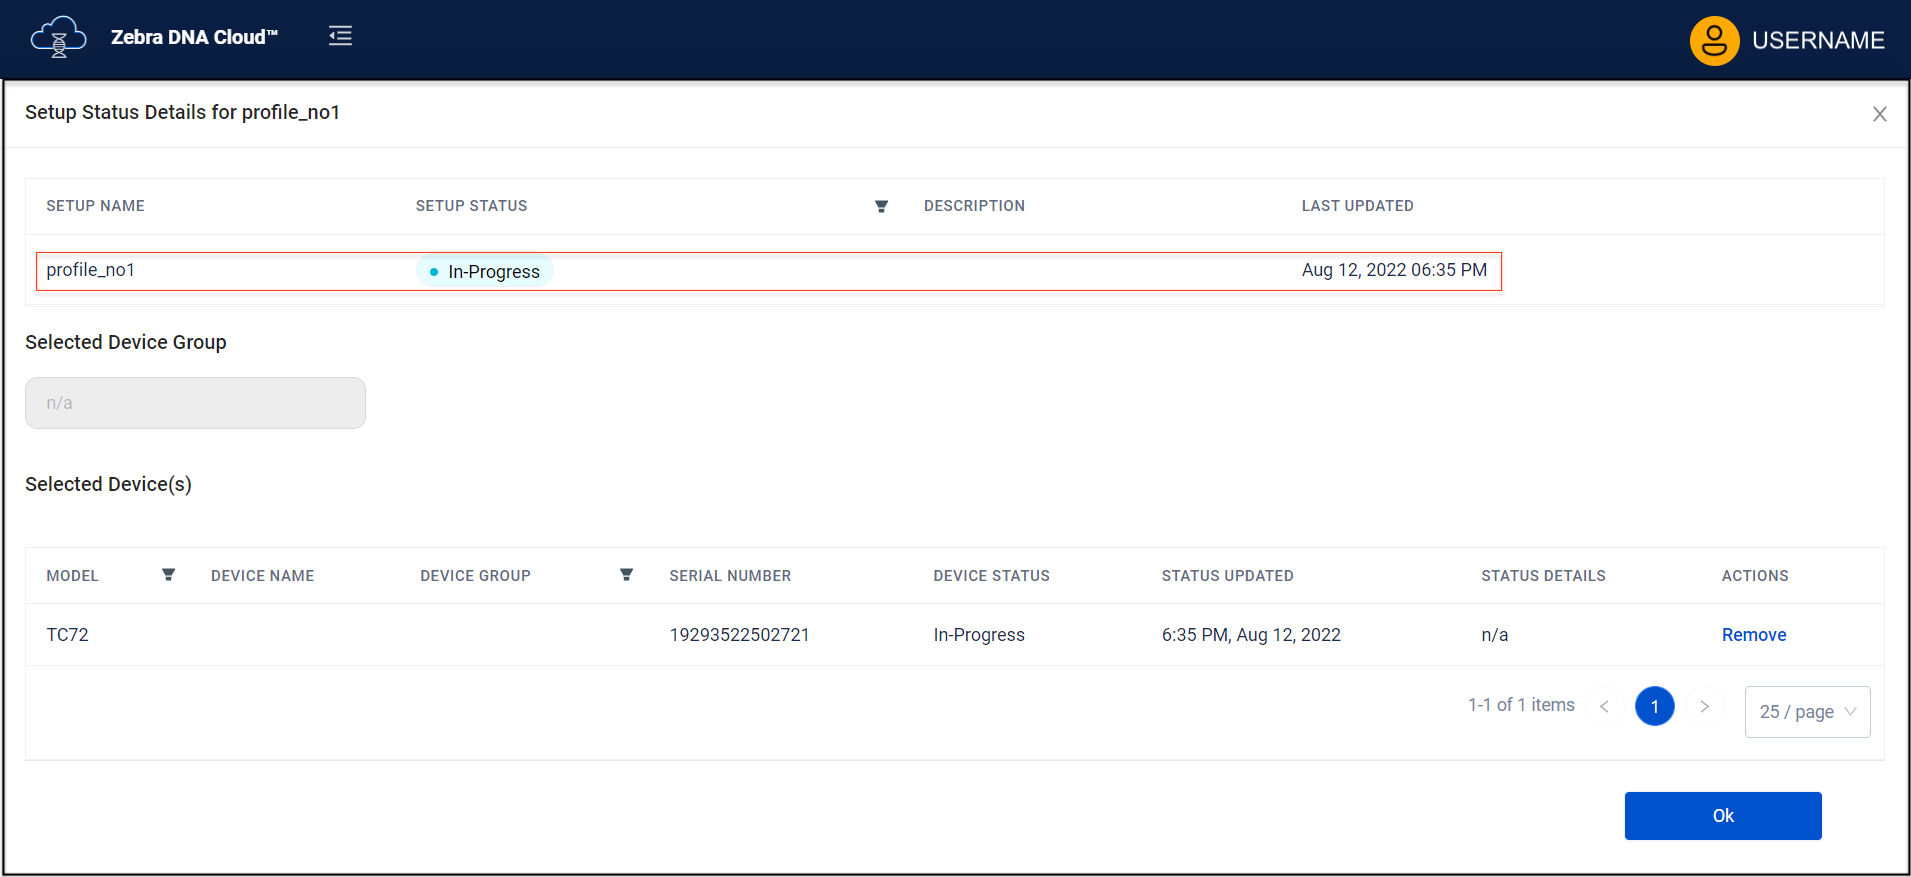 Zebra DNA Cloud™
USERNAME
Setup Status Details for profile_no1
SETUP NAME SETUP STATUS DESCRIPTION LAST UPDATED
profile_no1 In-Progress Aug 12, 2022 06:35 PM
Selected Device Group
n/a
Selected Device(s)
MODEL DEVICE NAME DEVICE GROUP SERIAL NUMBER DEVICE STATUS STATUS UPDATED STATUS DETAILS ACTIONS
TC72 19293522502721 In-Progress 6:35 PM, Aug 12, 2022 n/a Remove
1-1 of 1 items < 1 > 25 / page
Ok